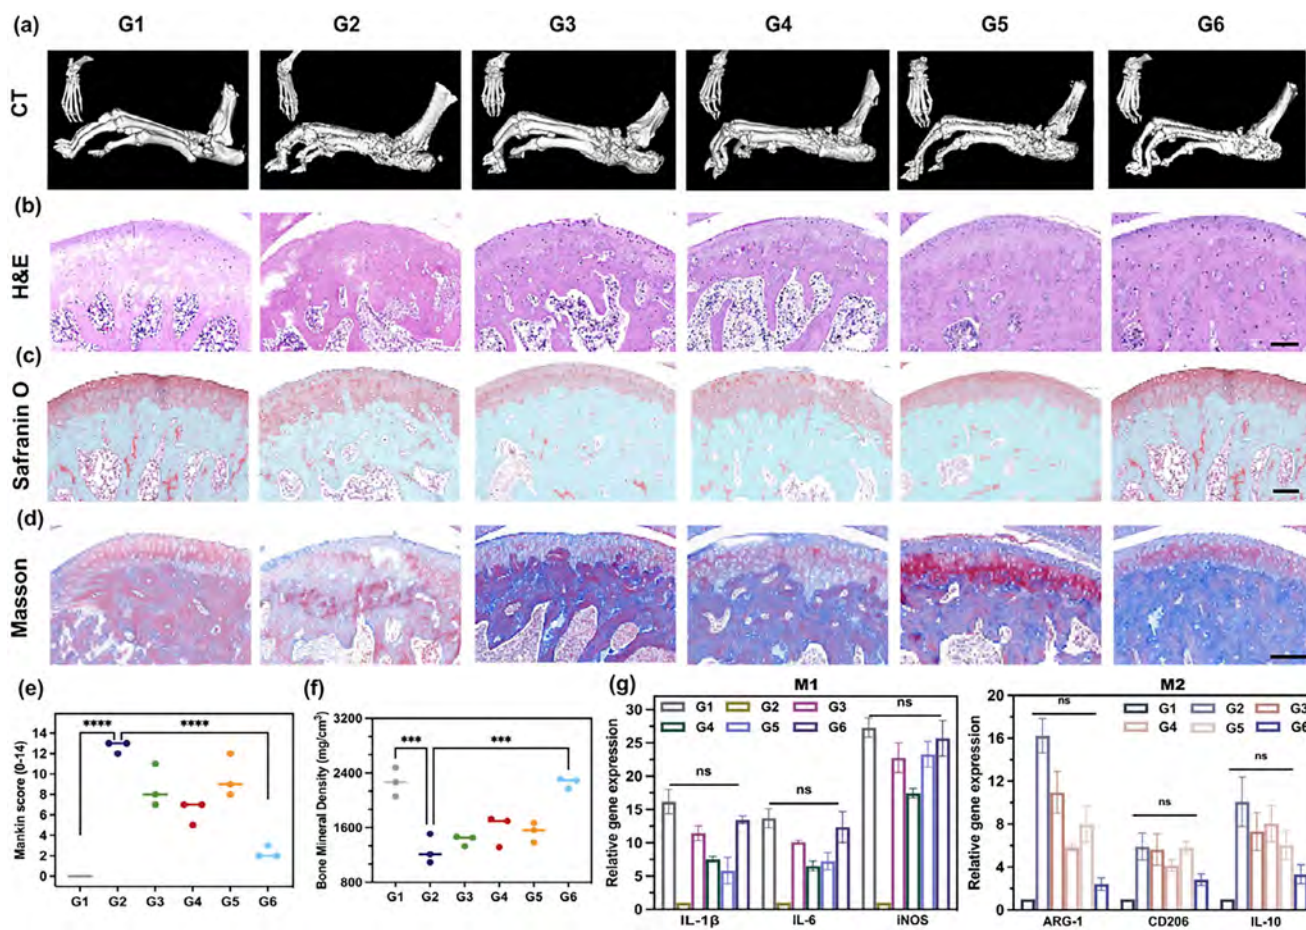 (a) G1 G2 G3 G4 G5 G6
CT
(b)
H&E
(c)
Safranin O
(d)
Masson
(e)
**** ****
Mankin score (0-14)
14
12
10
8
6
4
2
0
G1 G2 G3 G4 G5 G6
(f)
*** ***
Bone Mineral Density (mg/cm³)
3200
2400
1600
800
G1 G2 G3 G4 G5 G6
(g)
M1
G1 G2 G3
G4 G5 G6
ns
ns
ns
Relative gene expression
30
25
20
15
10
5
0
IL-1β IL-6 iNOS
M2
G1 G2 G3
G4 G5 G6
ns
ns
ns
Relative gene expression
20
16
12
8
4
0
ARG-1 CD206 IL-10